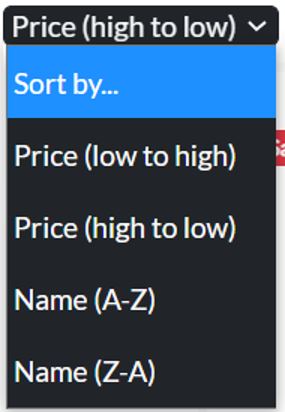 Price (high to low)
Sort by...
Price (low to high)
Price (high to low)
Name (A-Z)
Name (Z-A)